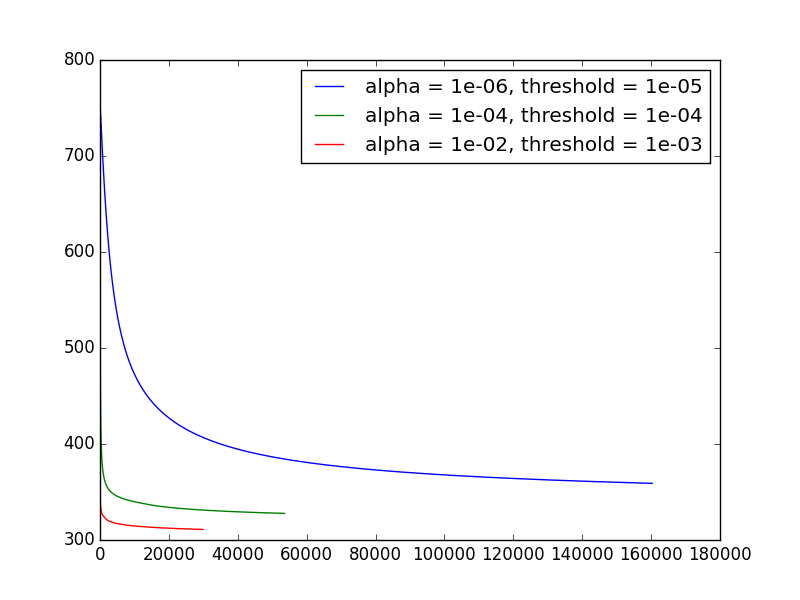 800
700
600
500
400
300
alpha = 1e-06, threshold = 1e-05
alpha = 1e-04, threshold = 1e-04
alpha = 1e-02, threshold = 1e-03
0 20000 40000 60000 80000 100000 120000 140000 160000 180000